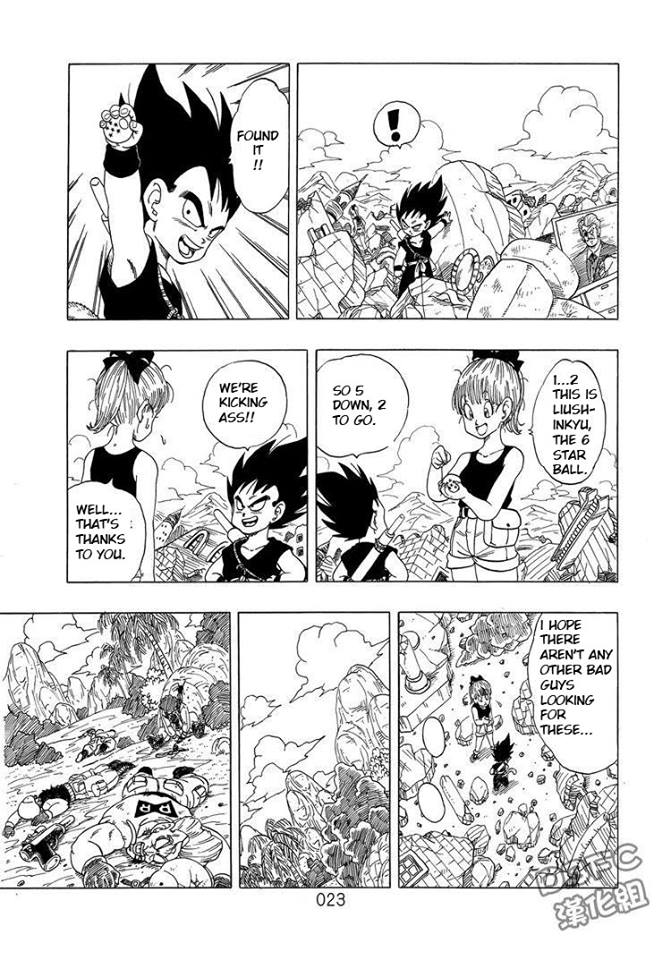 !
FOUND
IT
!!
1...2
THIS IS
LIUSH-
INKYU,
THE 6
STAR
BALL.
SO 5
DOWN, 2
TO GO.
WE'RE
KICKING
ASS!!
WELL...
THAT'S
THANKS
TO YOU.
I HOPE
THERE
AREN'T ANY
OTHER BAD
GUYS
LOOKING
FOR
THESE...
R R
023
DBFC
漢化組